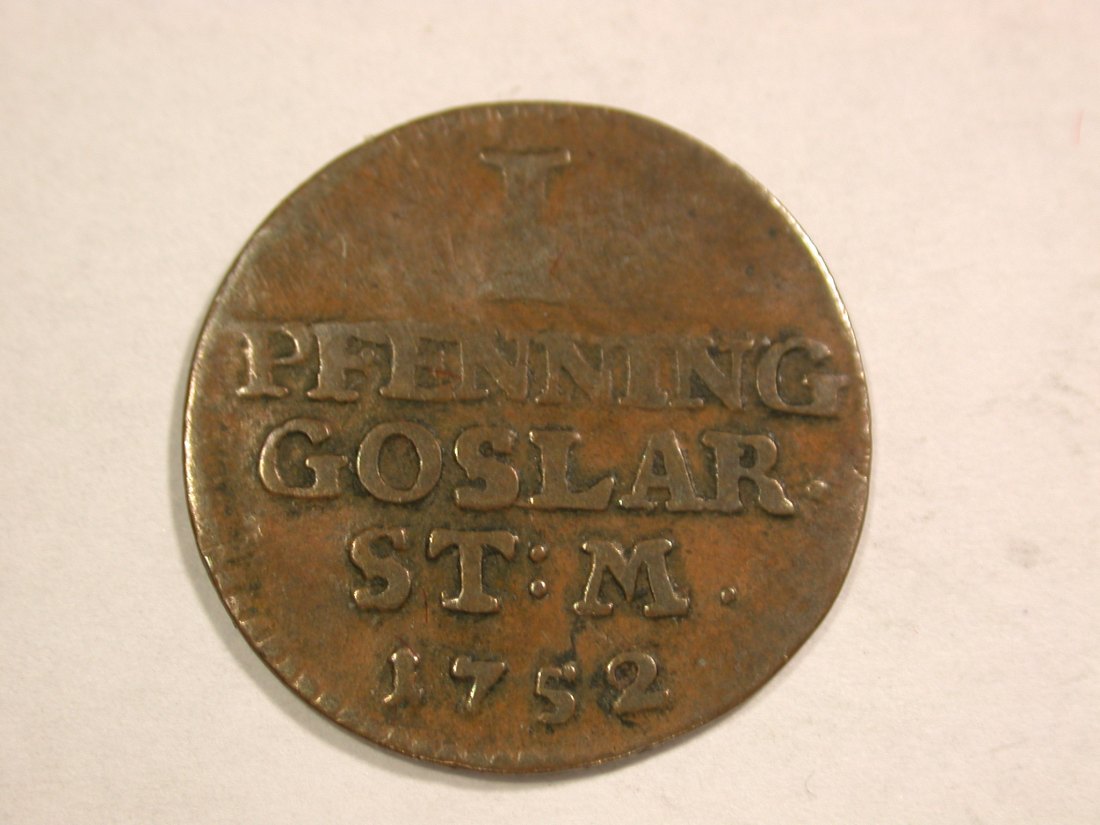 I
PFENNING
GOSLAR
ST: M.
1752